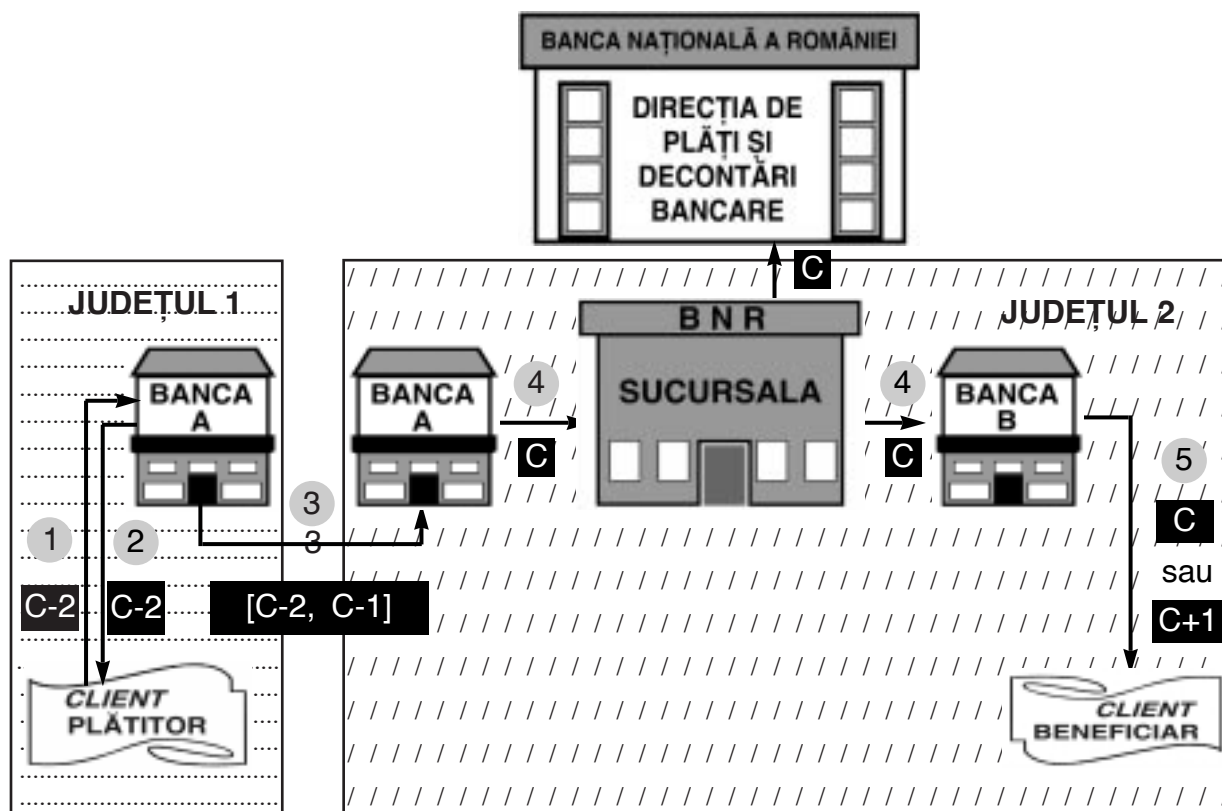 BANCA NAȚIONALĂ A ROMÂNIEI
DIRECȚIA DE
PLĂȚI ȘI
DECONTĂRI
BANCARE
C
JUDEȚUL 1
B N R
JUDEȚUL 2
BANCA
A
BANCA
A
4
SUCURSALA
4
BANCA
B
C
C
5
C
sau
C+1
1
2
3
3
C-2
C-2
[C-2, C-1]
CLIENT
PLĂTITOR
CLIENT
BENEFICIAR